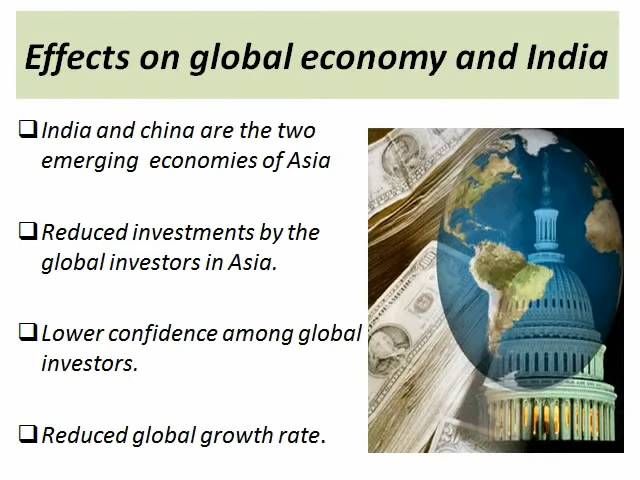 Effects on global economy and India
❑India and china are the two
emerging economies of Asia
❑Reduced investments by the
global investors in Asia.
❑Lower confidence among global
investors.
❑Reduced global growth rate.